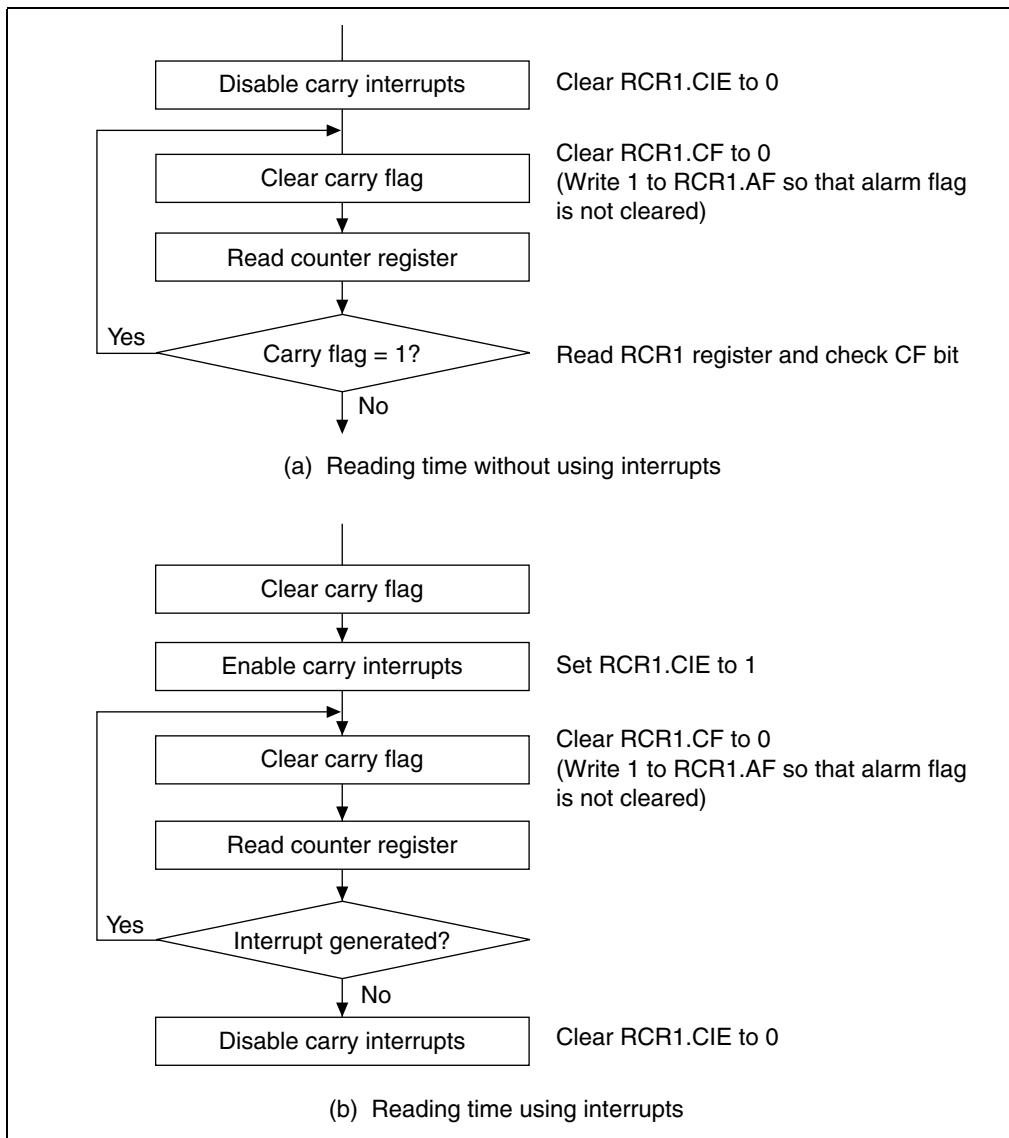 Disable carry interrupts
Clear RCR1.CIE to 0
Clear carry flag
Clear RCR1.CF to 0
(Write 1 to RCR1.AF so that alarm flag
is not cleared)
Read counter register
Yes
Carry flag = 1?
Read RCR1 register and check CF bit
No
(a) Reading time without using interrupts
Clear carry flag
Enable carry interrupts
Set RCR1.CIE to 1
Clear carry flag
Clear RCR1.CF to 0
(Write 1 to RCR1.AF so that alarm flag
is not cleared)
Read counter register
Yes
Interrupt generated?
No
Disable carry interrupts
Clear RCR1.CIE to 0
(b) Reading time using interrupts